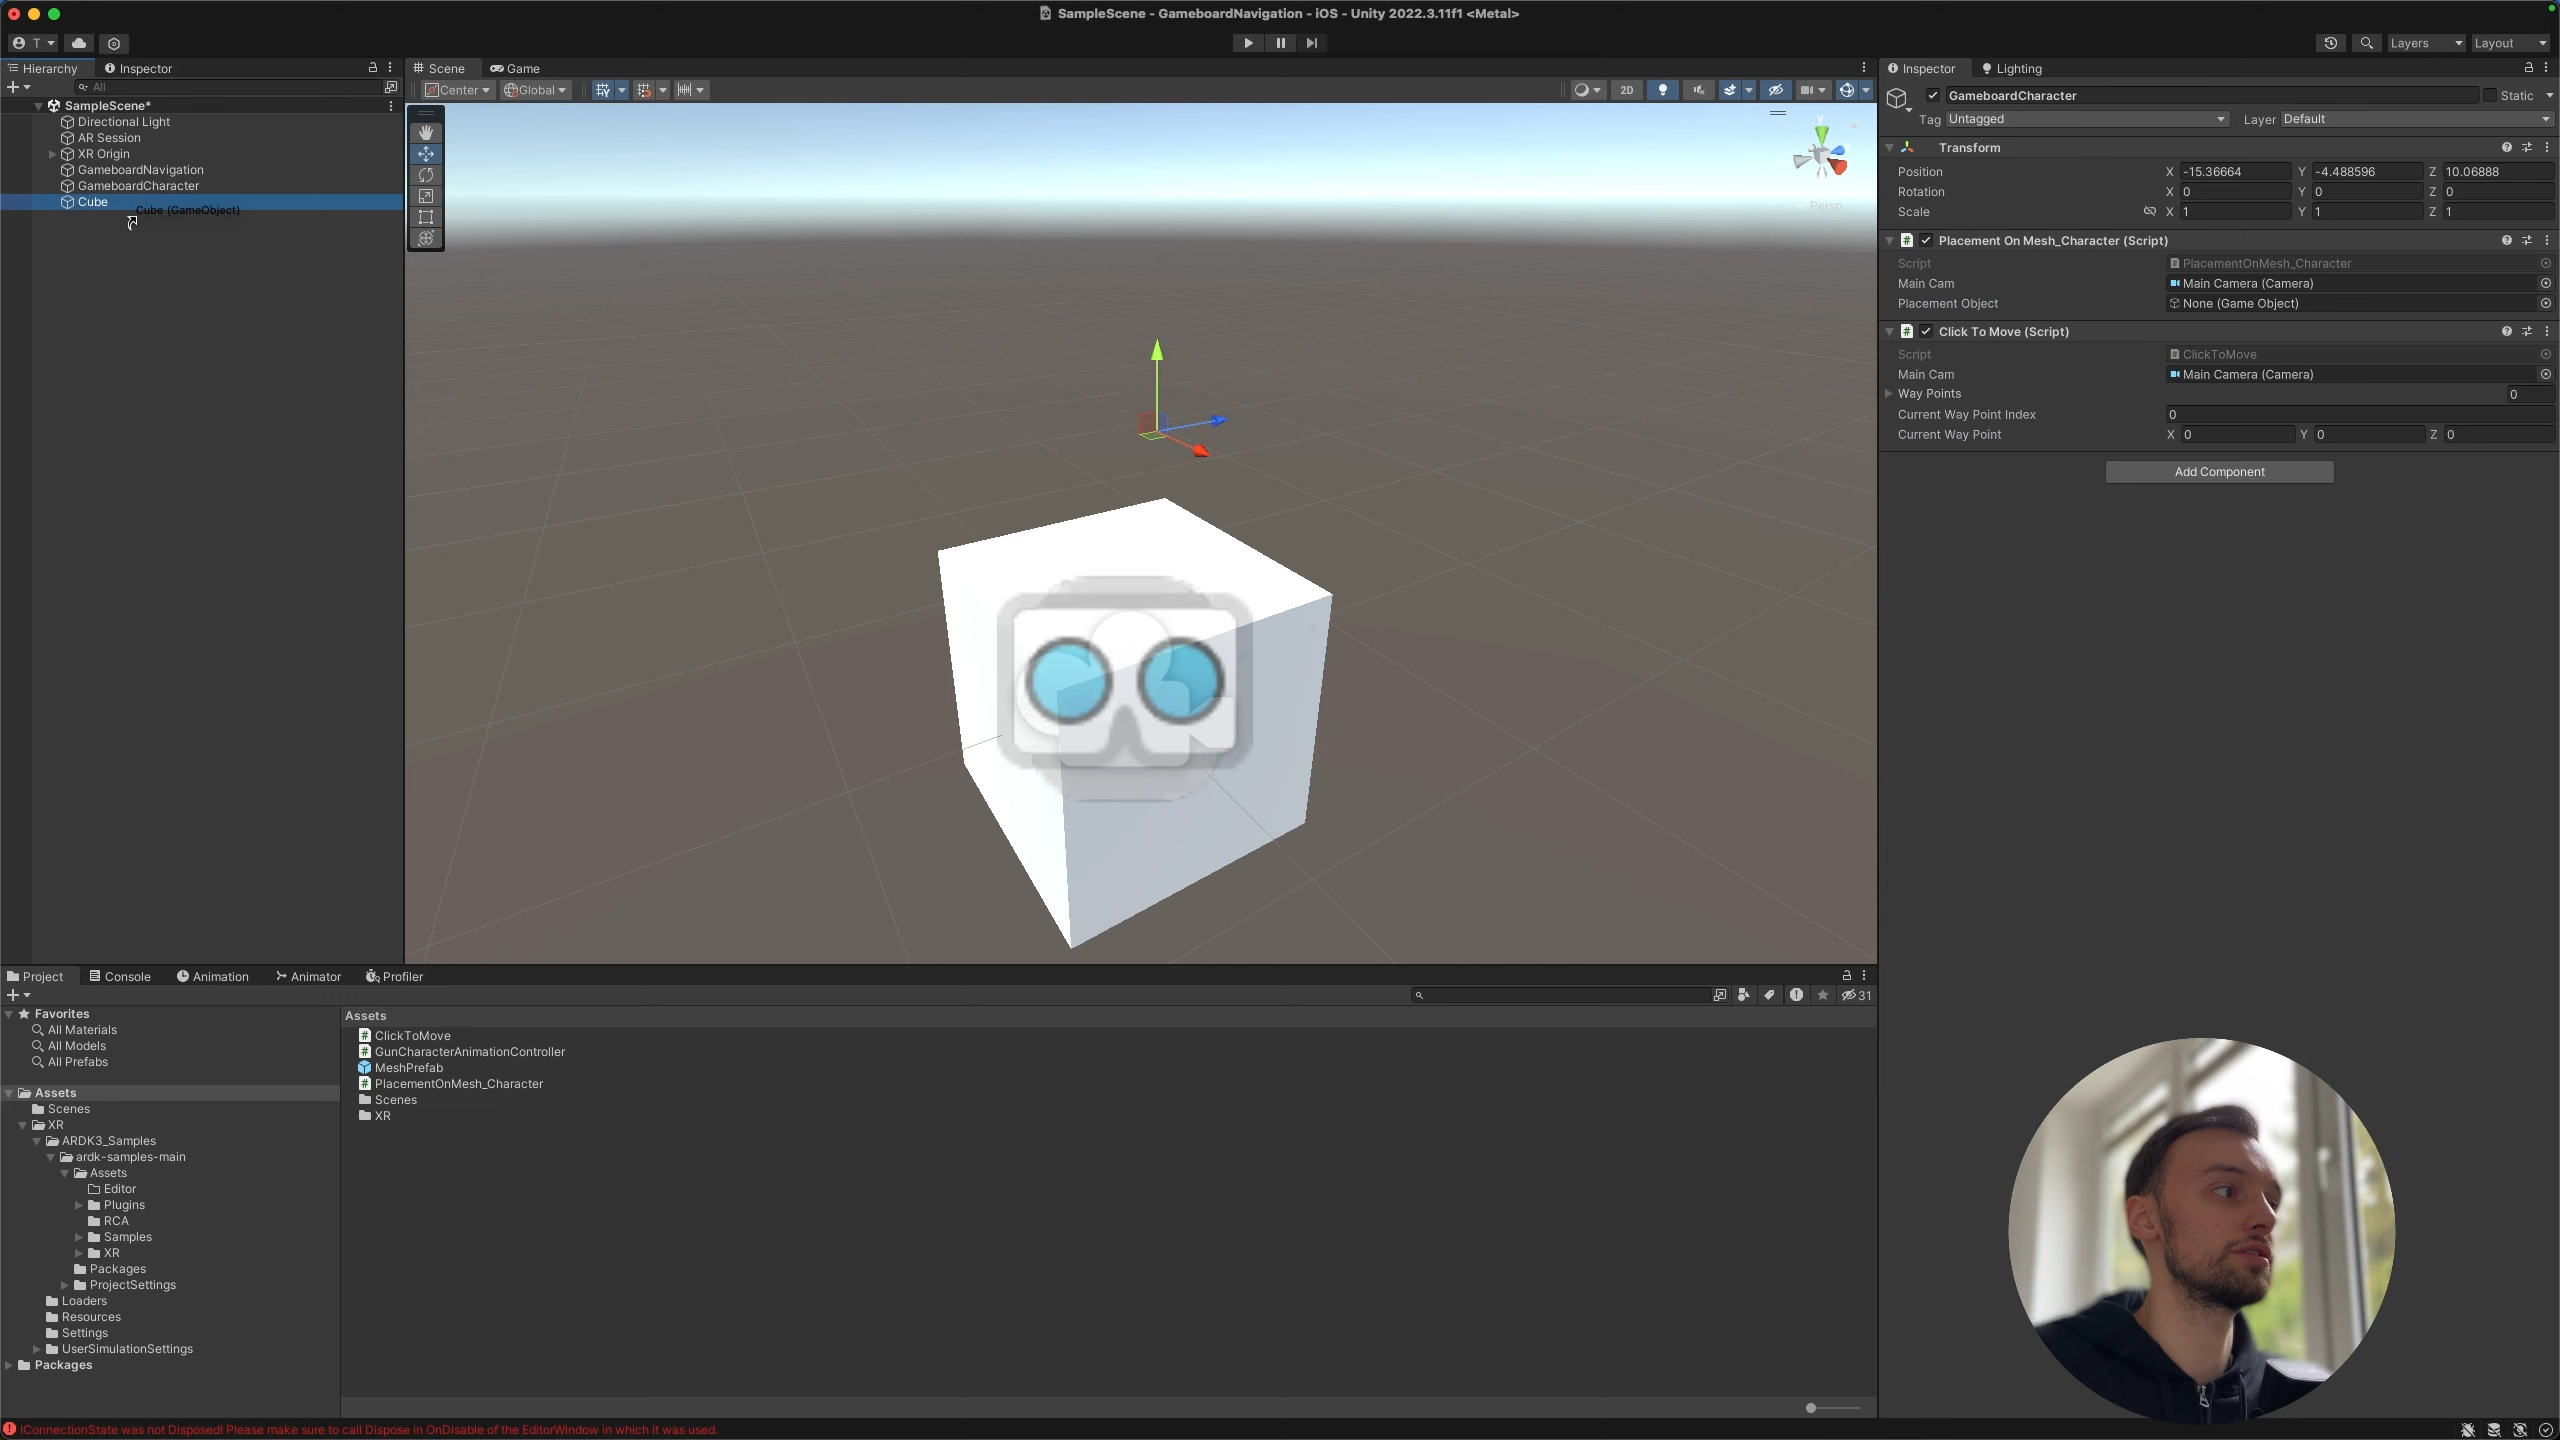 SampleScene - GameboardNavigation - iOS - Unity 2022.3.11f1 <Metal>
T
Layers
Layout
Hierarchy
Inspector
All
SampleScene*
Directional Light
AR Session
XR Origin
GameboardNavigation
GameboardCharacter
Cube
Cube (GameObject)
Scene
Game
Center
Global
2D
Y
Persp
Inspector
Lighting
GameboardCharacter
Static
Tag Untagged
Layer Default
Transform
Position X -15.36664 Y -4.488596 Z 10.06888
Rotation X 0 Y 0 Z 0
Scale X 1 Y 1 Z 1
Placement On Mesh_Character (Script)
Script PlacementOnMesh_Character
Main Cam Main Camera (Camera)
Placement Object None (Game Object)
Click To Move (Script)
Script ClickToMove
Main Cam Main Camera (Camera)
Way Points 0
Current Way Point Index 0
Current Way Point X 0 Y 0 Z 0
Add Component
Project
Console
Animation
Animator
Profiler
31
Favorites
All Materials
All Models
All Prefabs
Assets
Scenes
XR
ARDK3_Samples
ardk-samples-main
Assets
Editor
Plugins
RCA
Samples
XR
Packages
ProjectSettings
Loaders
Resources
Settings
UserSimulationSettings
Packages
Assets
ClickToMove
GunCharacterAnimationController
MeshPrefab
PlacementOnMesh_Character
Scenes
XR
IConnectionState was not Disposed! Please make sure to call Dispose in OnDisable of the EditorWindow in which it was used.